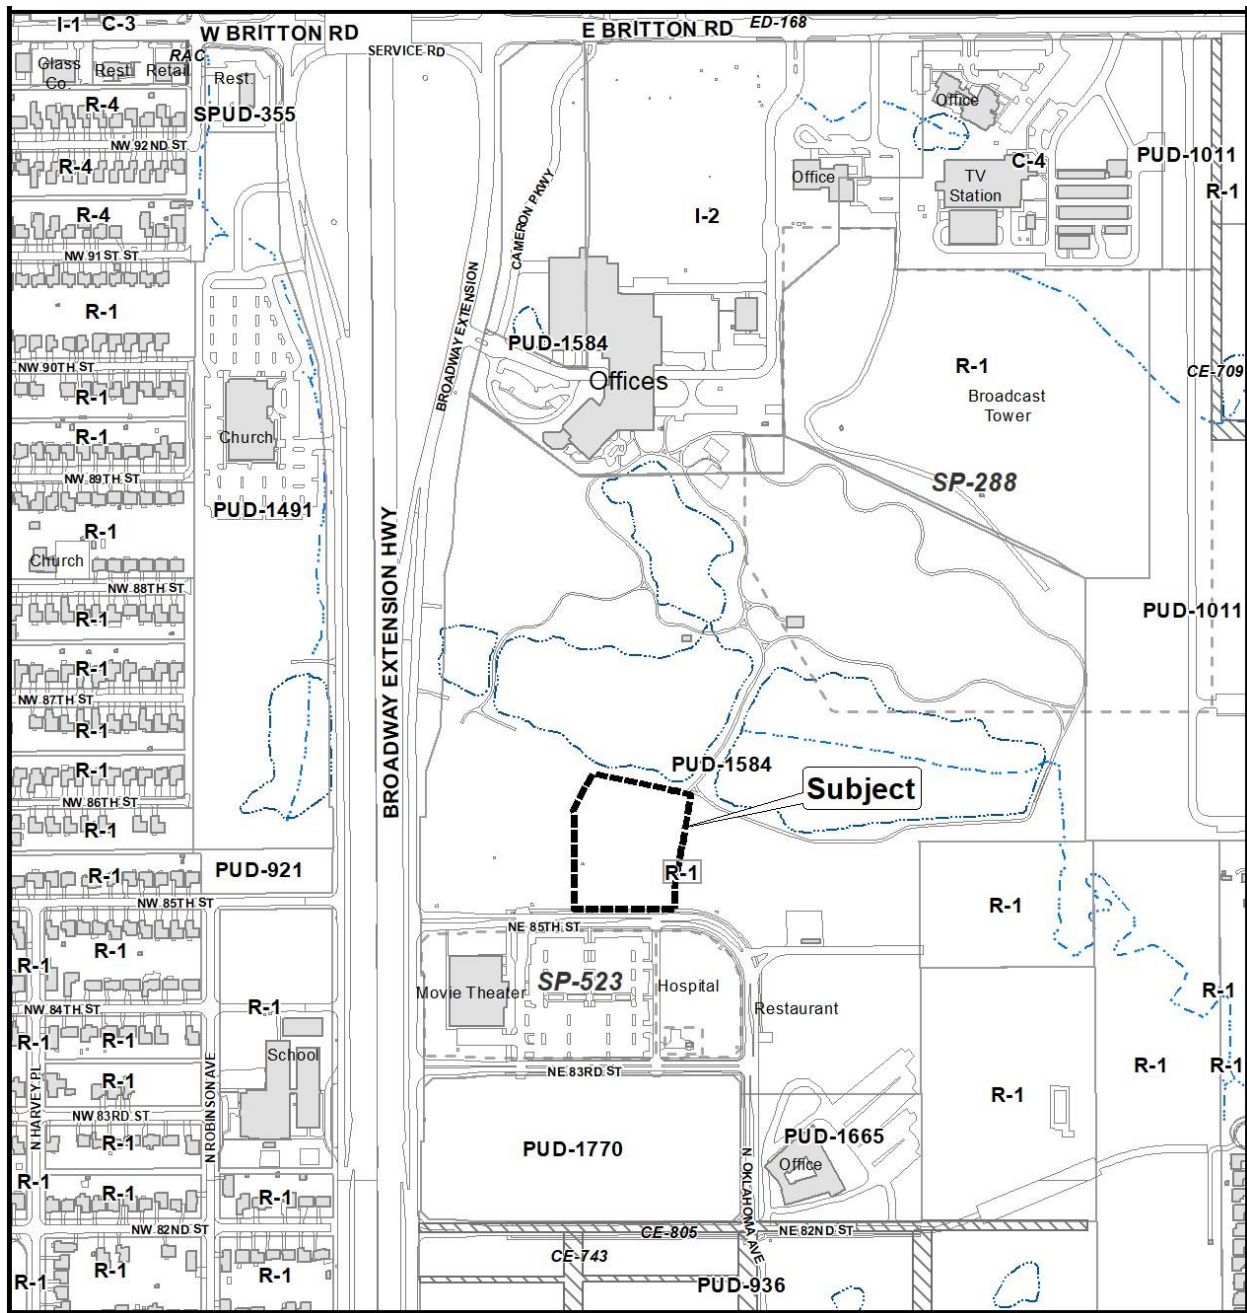 I-1 C-3
W BRITTON RD
E BRITTON RD
ED-168
SERVICE RD
RAC
Glass
Co.
Rest.
Retail
Rest.
R-4
SPUD-355
NW 92ND ST
R-4
R-4
NW 91ST ST
R-1
NW 90TH ST
R-1
R-1
Church
NW 89TH ST
PUD-1491
R-1
Church
NW 88TH ST
R-1
R-1
NW 87TH ST
R-1
R-1
NW 86TH ST
R-1
R-1
PUD-921
NW 85TH ST
R-1
R-1
NW 84TH ST
R-1
R-1
R-1
School
R-1
NW 83RD ST
N HARVEY PL
N ROBINSON AVE
R-1
R-1
R-1
R-1
NW 82ND ST
R-1
R-1
R-1
BROADWAY EXTENSION HWY
BROADWAY EXTENSION
CAMERON PKWY
I-2
Office
Office
TV
Station
C-4
PUD-1011
R-1
PUD-1584
Offices
R-1
Broadcast
Tower
CE-709
SP-288
PUD-1011
PUD-1584
Subject
R-1
NE 85TH ST
Movie Theater
SP-523
Hospital
Restaurant
NE 83RD ST
PUD-1770
PUD-1665
Office
N OKLAHOMA AVE
R-1
R-1
R-1
R-1
R-1
CE-805
NE 82ND ST
CE-743
PUD-936